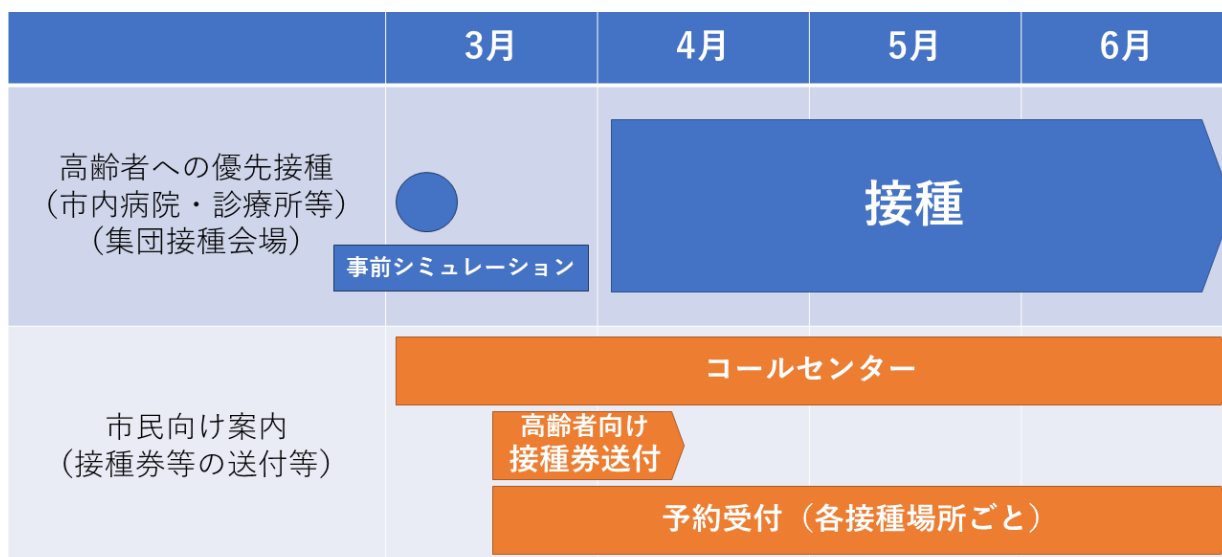 3月
4月
5月
6月
高齢者への優先接種
（市内病院・診療所等）
（集団接種会場）
事前シミュレーション
接種
市民向け案内
（接種券等の送付等）
コールセンター
高齢者向け
接種券送付
予約受付（各接種場所ごと）